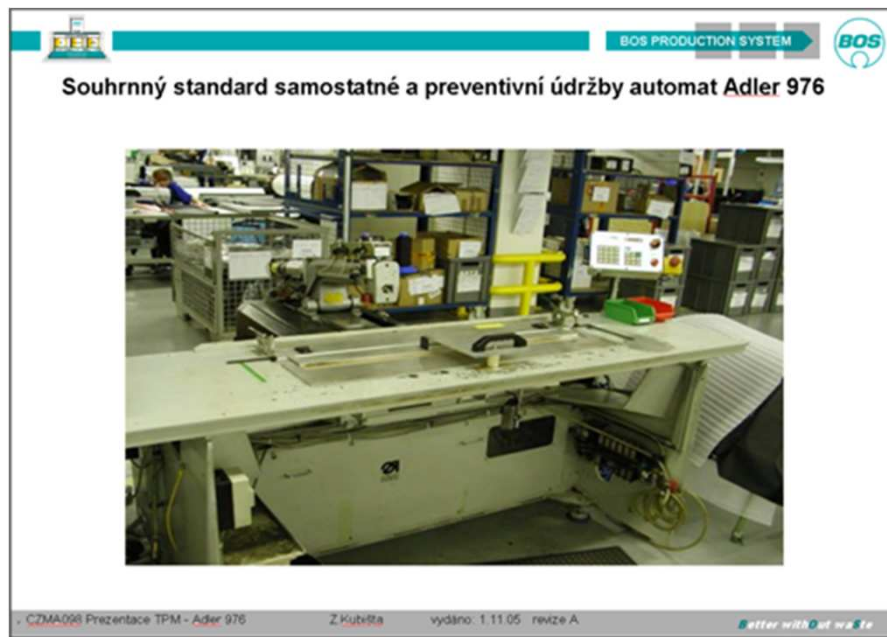 BOS PRODUCTION SYSTEM
BOS
Souhrnný standard samostatné a preventivní údržby automat Adler 976
CZMA098 Prezentace TPM - Adler 976 Z.Kubišta vydáno: 1.11.05 revize A
Better withOut waSte